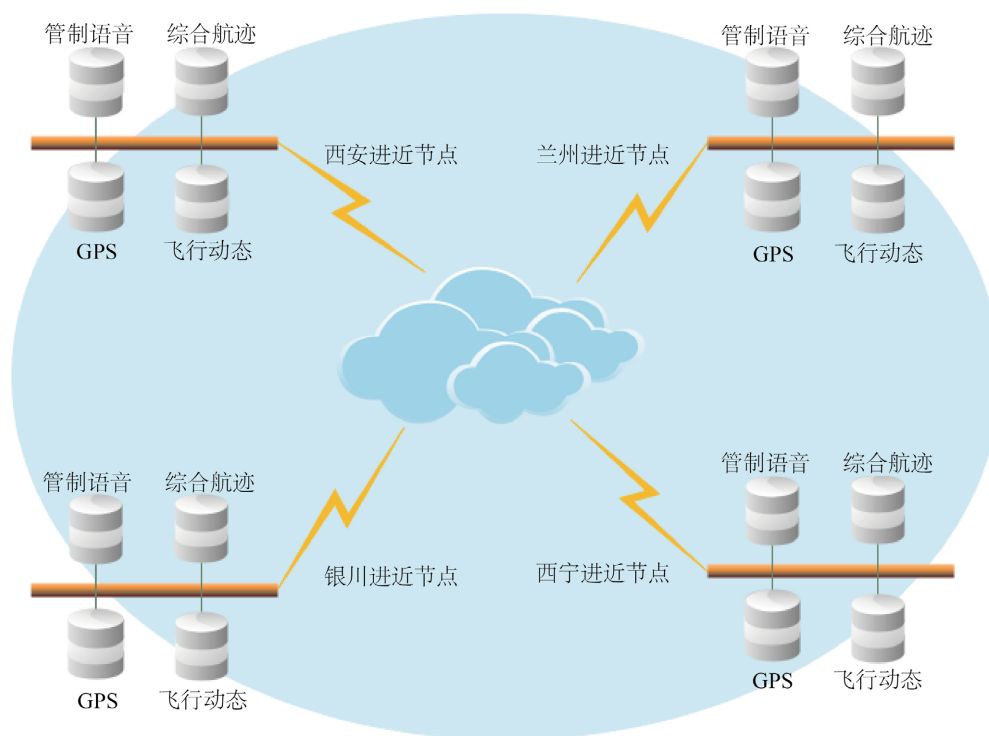 管制语音
综合航迹
管制语音
综合航迹
西安进近节点
兰州进近节点
GPS
飞行动态
GPS
飞行动态
管制语音
综合航迹
管制语音
综合航迹
银川进近节点
西宁进近节点
GPS
飞行动态
GPS
飞行动态